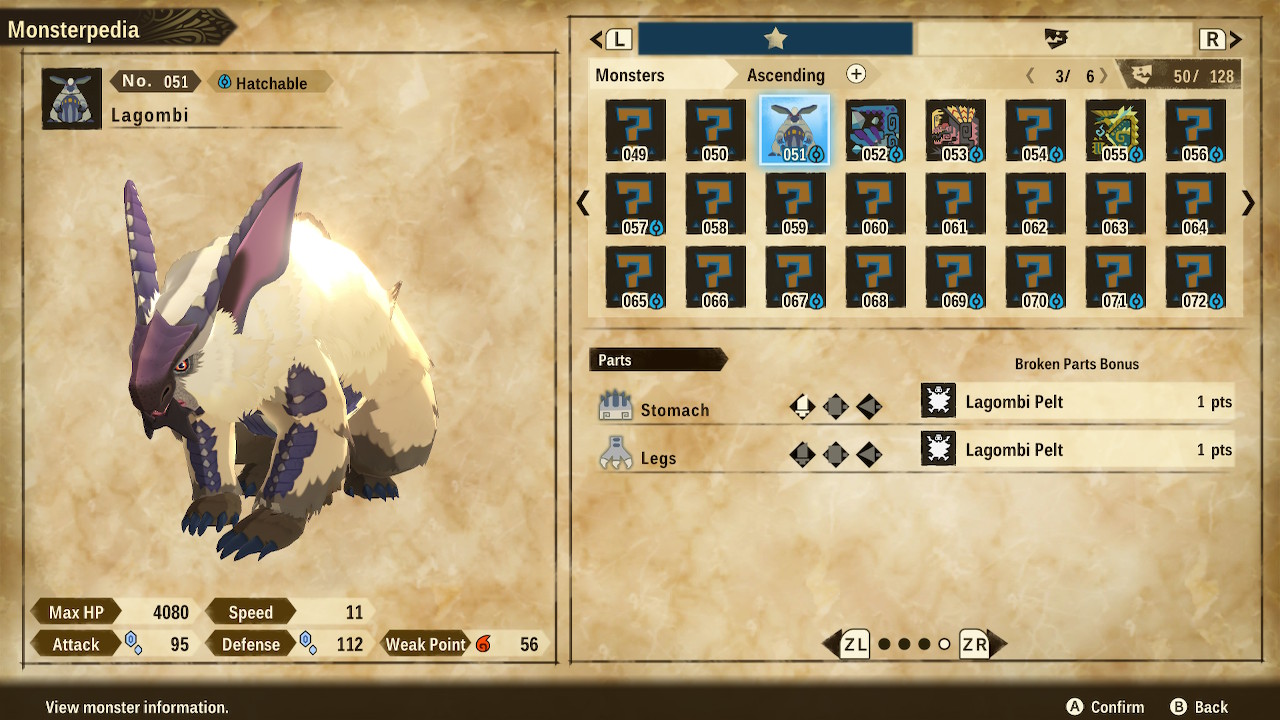 Monsterpedia
No. 051
Hatchable
Lagombi
Max HP 4080 Speed 11
Attack 95 Defense 112 Weak Point 56
L R
Monsters Ascending 3/ 6 50/ 128
049 050 051 052 053 054 055 056
057 058 059 060 061 062 063 064
065 066 067 068 069 070 071 072
Parts
Broken Parts Bonus
Stomach Lagombi Pelt 1 pts
Legs Lagombi Pelt 1 pts
ZL ZR
View monster information.
A Confirm B Back